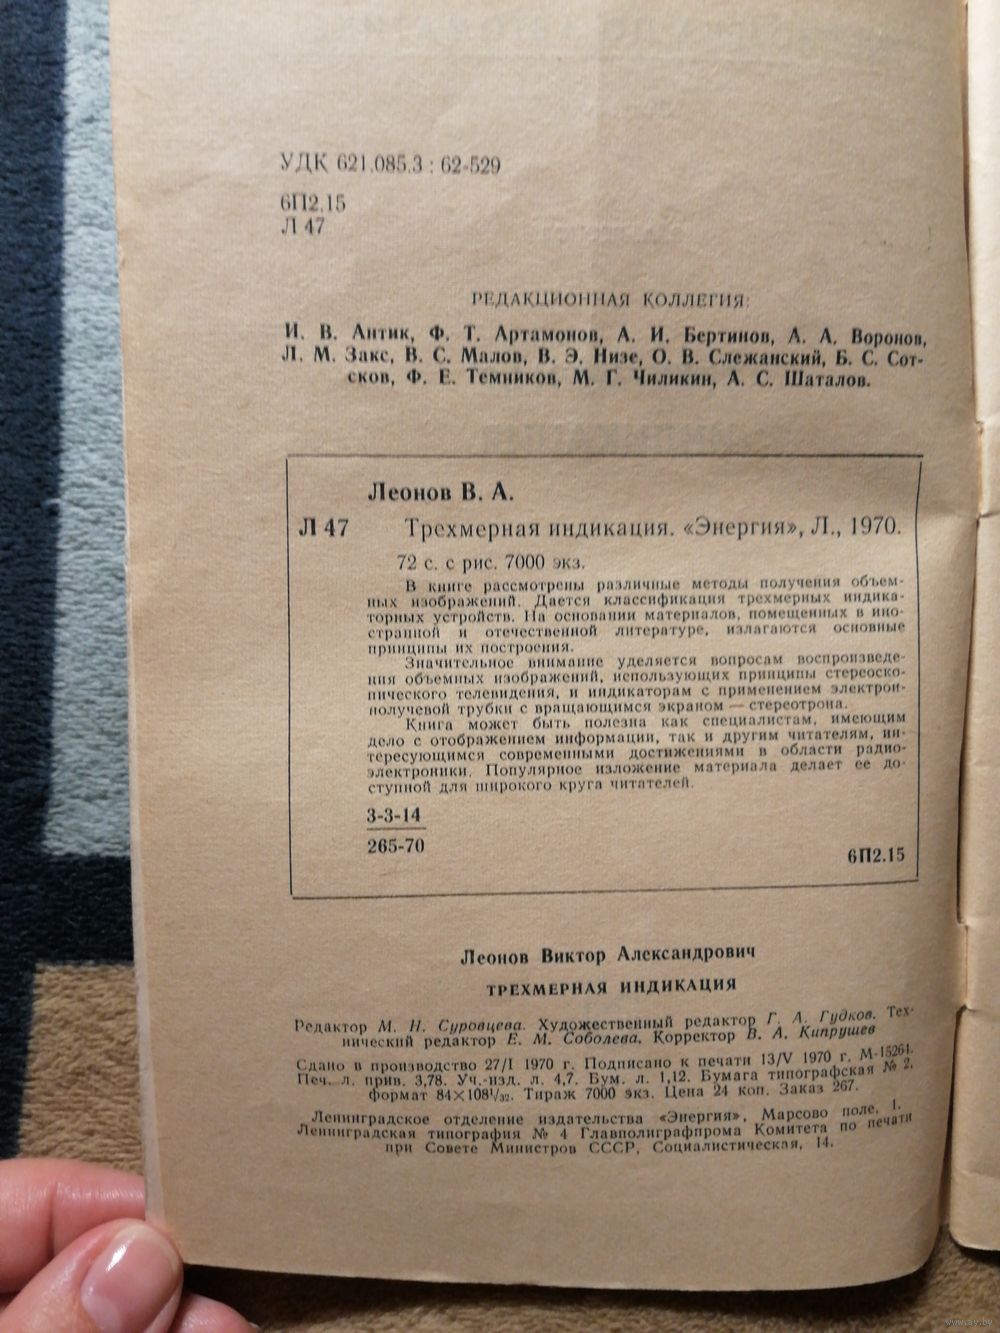 УДК 621.085.3 : 62-529
6П2.15
Л 47
РЕДАКЦИОННАЯ КОЛЛЕГИЯ:
И. В. Антик, Ф. Т. Артамонов, А. И. Бертинов, А. А. Воронов,
Л. М. Закс, В. С. Малов, В. Э. Низе, О. В. Слежанский, Б. С. Сот-
сков, Ф. Е. Темников, М. Г. Чиликин, А. С. Шаталов.
Леонов В. А.
Л 47 Трехмерная индикация. «Энергия», Л., 1970.
72 с. с рис. 7000 экз.
В книге рассмотрены различные методы получения объем-
ных изображений. Дается классификация трехмерных индика-
торных устройств. На основании материалов, помещенных в ино-
странной и отечественной литературе, излагаются основные
принципы их построения.
Значительное внимание уделяется вопросам воспроизведе-
ния объемных изображений, использующих принципы стереоско-
пического телевидения, и индикаторам с применением электрон-
нолучевой трубки с вращающимся экраном — стереотрона.
Книга может быть полезна как специалистам, имеющим
дело с отображением информации, так и другим читателям, ин-
тересующимся современными достижениями в области радио-
электроники. Популярное изложение материала делает ее до-
ступной для широкого круга читателей.
3-3-14
265-70
6П2.15
Леонов Виктор Александрович
ТРЕХМЕРНАЯ ИНДИКАЦИЯ
Редактор М. Н. Суровцева. Художественный редактор Г. А. Гудков. Тех-
нический редактор Е. М. Соболева. Корректор В. А. Кипрушев
Сдано в производство 27/I 1970 г. Подписано к печати 13/V 1970 г. М-15264.
Печ. л. прив. 3,78. Уч.-изд. л. 4,7. Бум. л. 1,12. Бумага типографская № 2,
формат 84×108¹/₃₂. Тираж 7000 экз. Цена 24 коп. Заказ 267.
Ленинградское отделение издательства «Энергия», Марсово поле, 1.
Ленинградская типография № 4 Главполиграфпрома Комитета по печати
при Совете Министров СССР, Социалистическая, 14.
www.ay.by